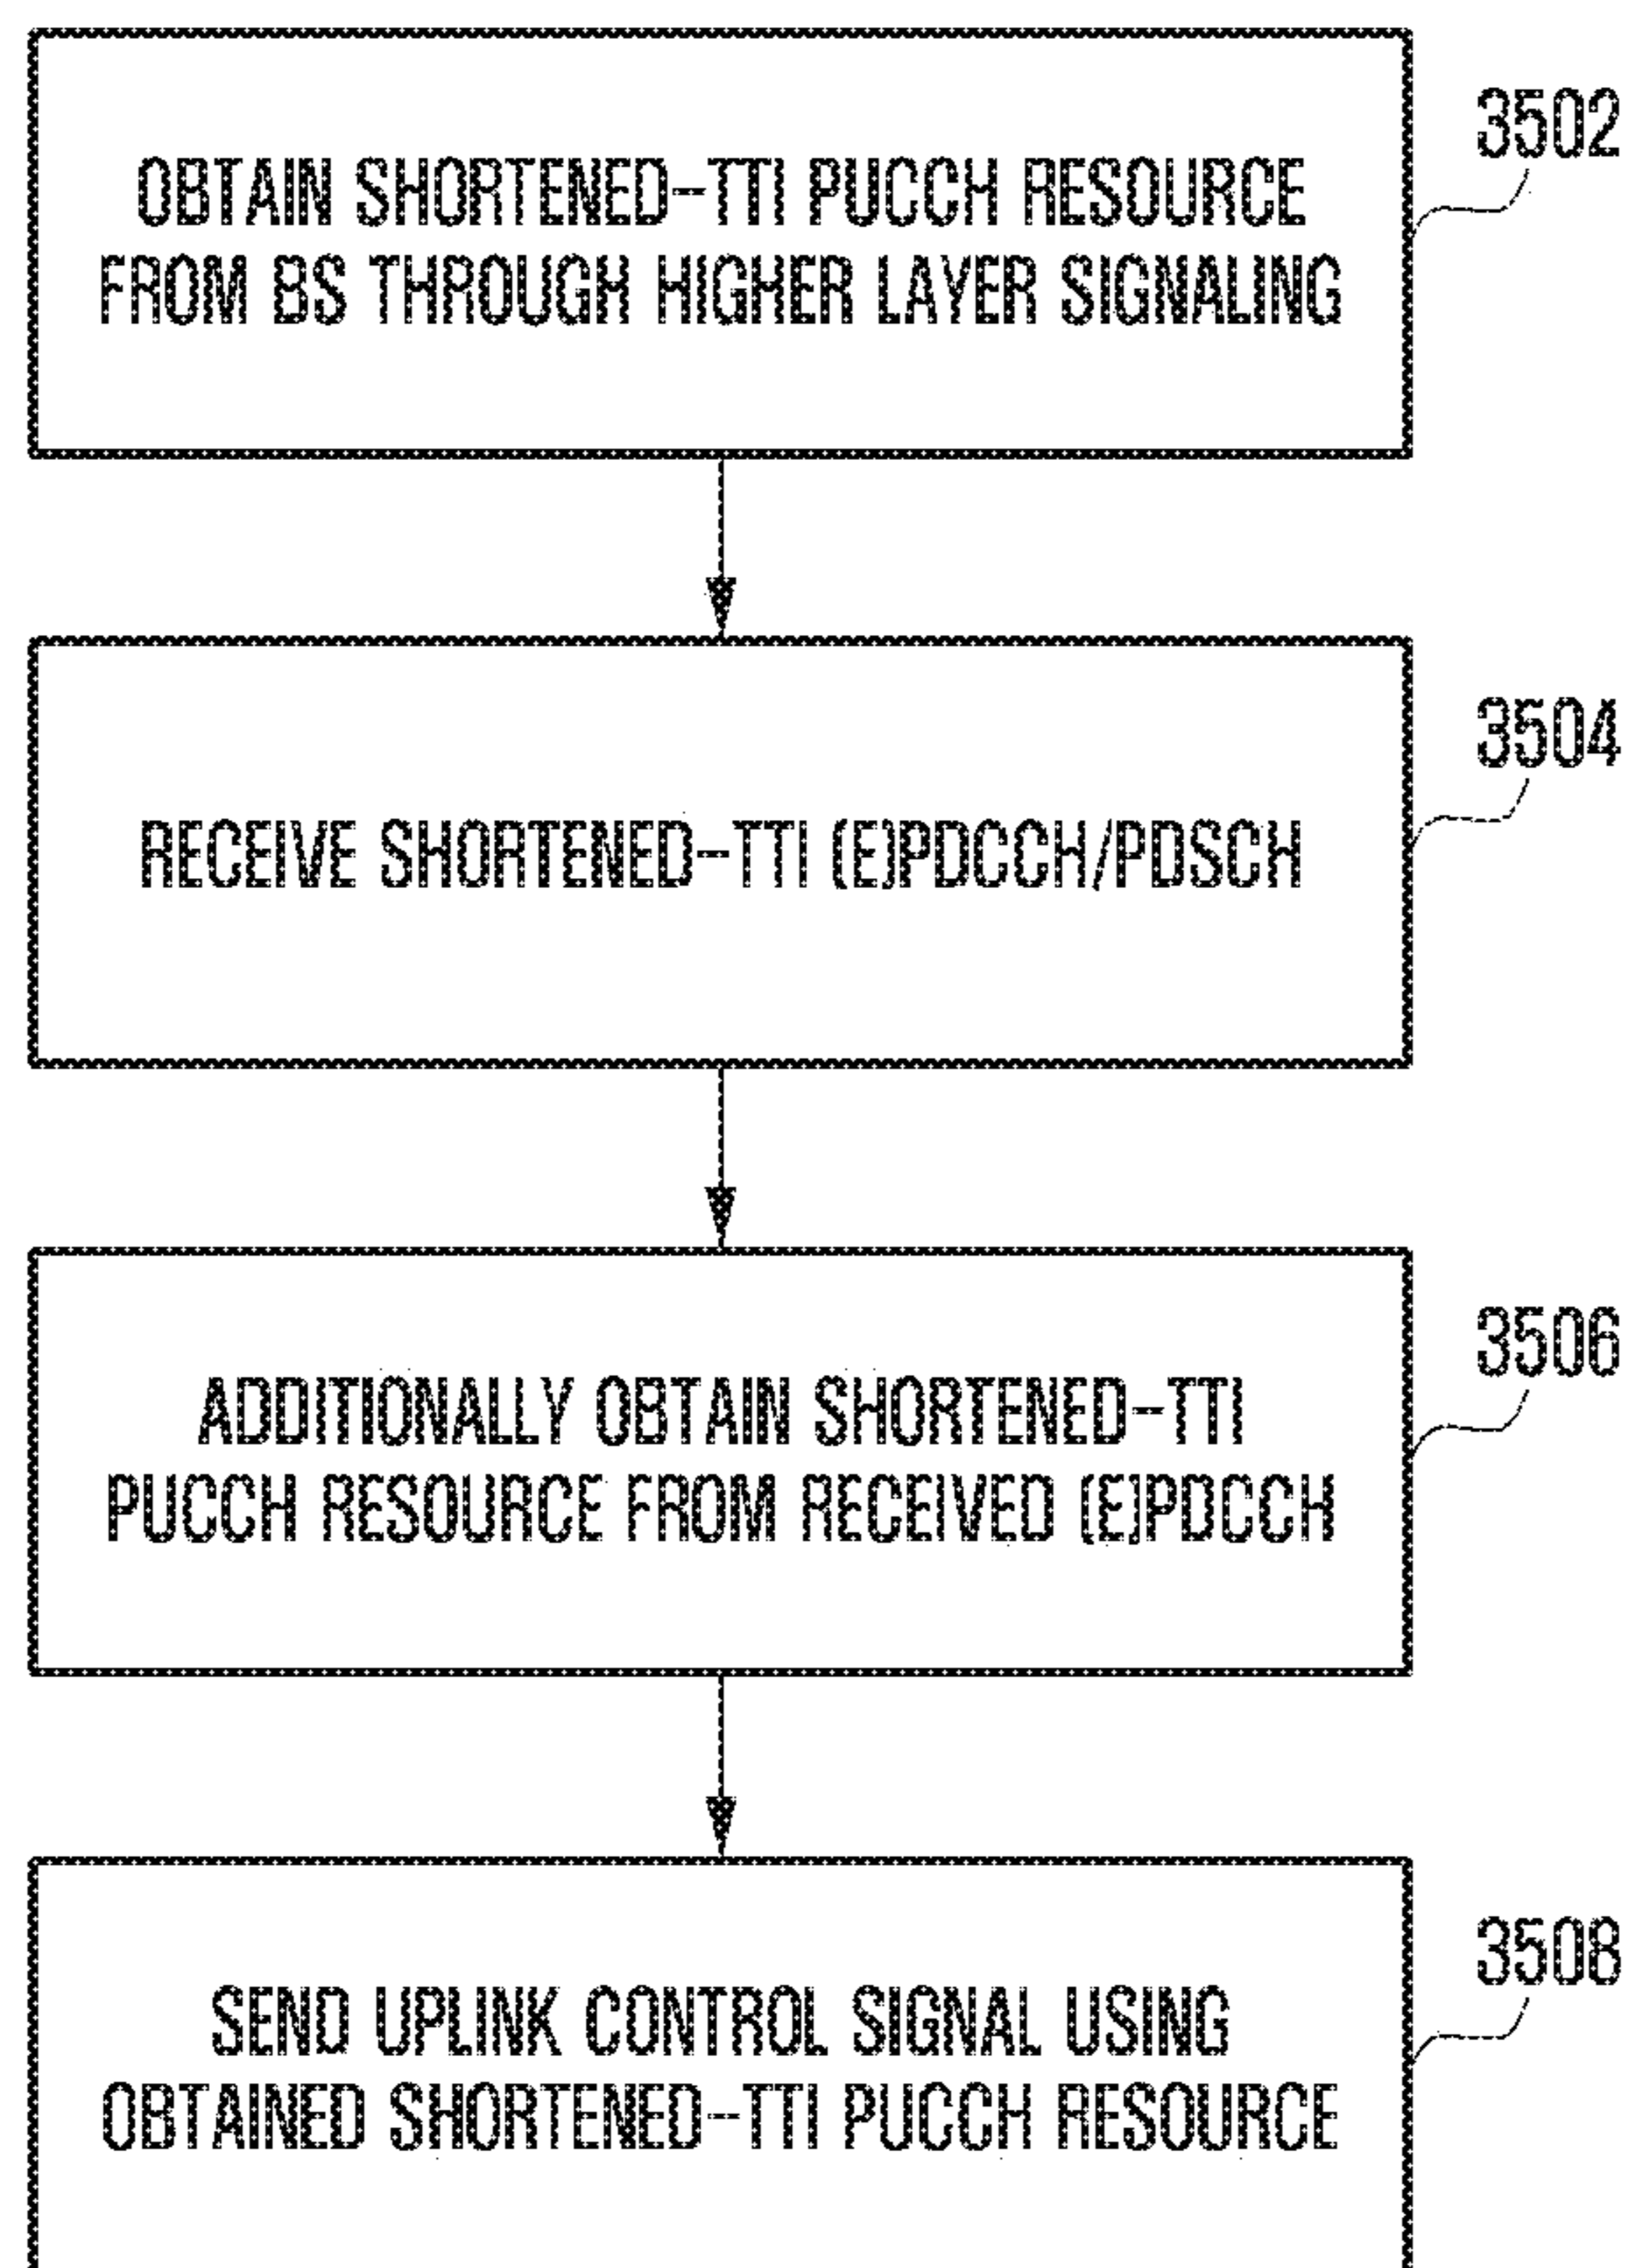 3502
OBTAIN SHORTENED-TTI PUCCH RESOURCE
FROM BS THROUGH HIGHER LAYER SIGNALING
3504
RECEIVE SHORTENED-TTI (E)PDCCH/PDSCH
3506
ADDITIONALLY OBTAIN SHORTENED-TTI
PUCCH RESOURCE FROM RECEIVED (E)PDCCH
3508
SEND UPLINK CONTROL SIGNAL USING
OBTAINED SHORTENED-TTI PUCCH RESOURCE